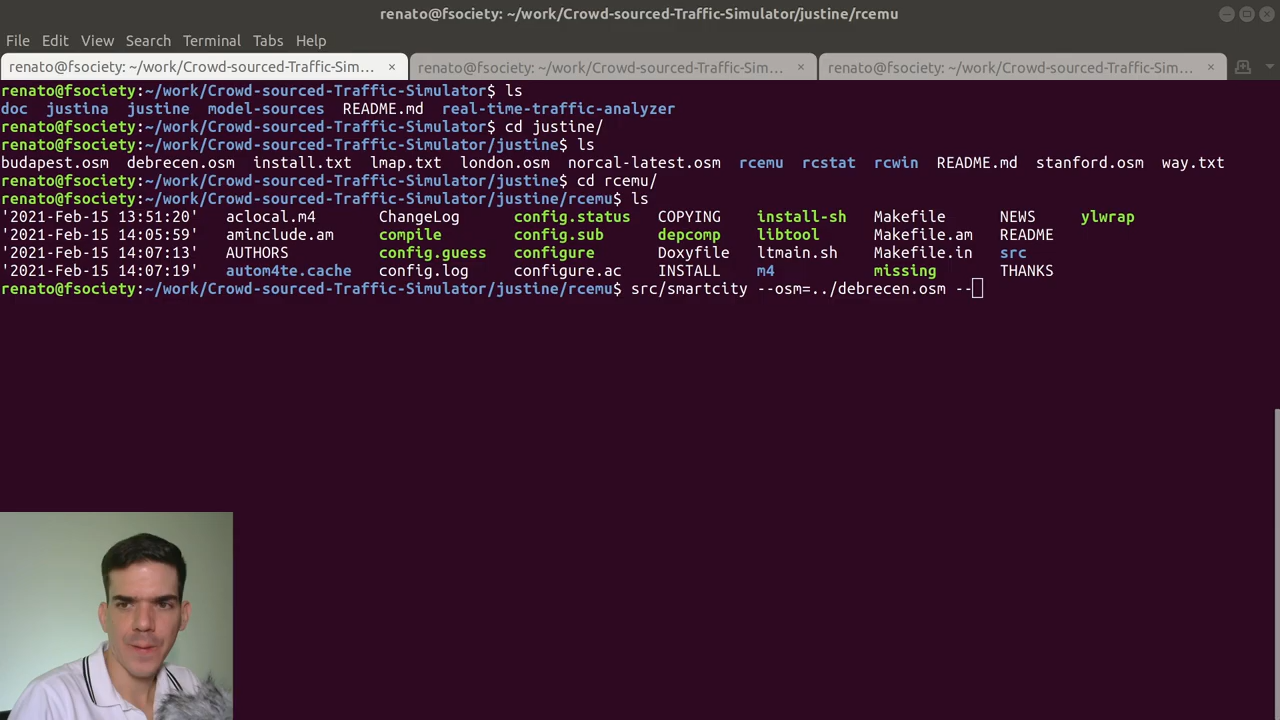 renato@fsociety: ~/work/Crowd-sourced-Traffic-Simulator/justine/rcemu
File Edit View Search Terminal Tabs Help
renato@fsociety: ~/work/Crowd-sourced-Traffic-Sim... × renato@fsociety: ~/work/Crowd-sourced-Traffic-Sim... × renato@fsociety: ~/work/Crowd-sourced-Traffic-Sim... ×
renato@fsociety:~/work/Crowd-sourced-Traffic-Simulator$ ls
doc justina justine model-sources README.md real-time-traffic-analyzer
renato@fsociety:~/work/Crowd-sourced-Traffic-Simulator$ cd justine/
renato@fsociety:~/work/Crowd-sourced-Traffic-Simulator/justine$ ls
budapest.osm debrecen.osm install.txt lmap.txt london.osm norcal-latest.osm rcemu rcstat rcwin README.md stanford.osm way.txt
renato@fsociety:~/work/Crowd-sourced-Traffic-Simulator/justine$ cd rcemu/
renato@fsociety:~/work/Crowd-sourced-Traffic-Simulator/justine/rcemu$ ls
'2021-Feb-15 13:51:20' aclocal.m4 ChangeLog config.status COPYING install-sh Makefile NEWS ylwrap
'2021-Feb-15 14:05:59' aminclude.am compile config.sub depcomp libtool Makefile.am README
'2021-Feb-15 14:07:13' AUTHORS config.guess configure Doxyfile ltmain.sh Makefile.in src
'2021-Feb-15 14:07:19' autom4te.cache config.log configure.ac INSTALL m4 missing THANKS
renato@fsociety:~/work/Crowd-sourced-Traffic-Simulator/justine/rcemu$ src/smartcity --osm=../debrecen.osm --